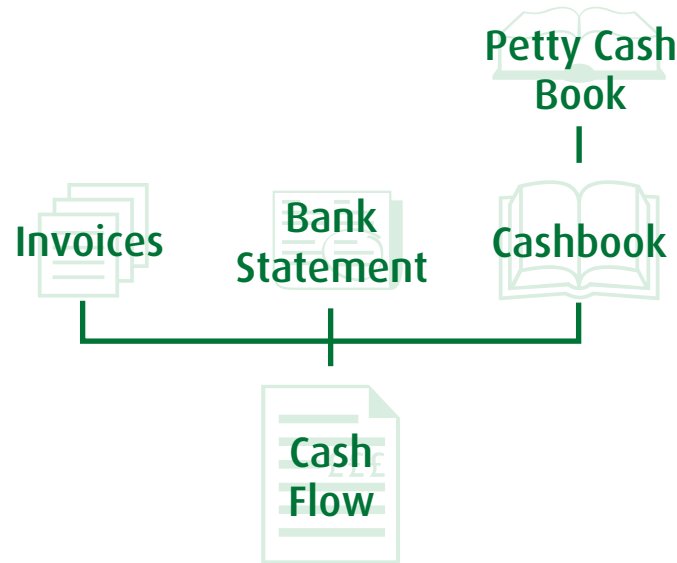 Petty Cash
Book
Invoices
Bank
Statement
Cashbook
Cash
Flow
£££